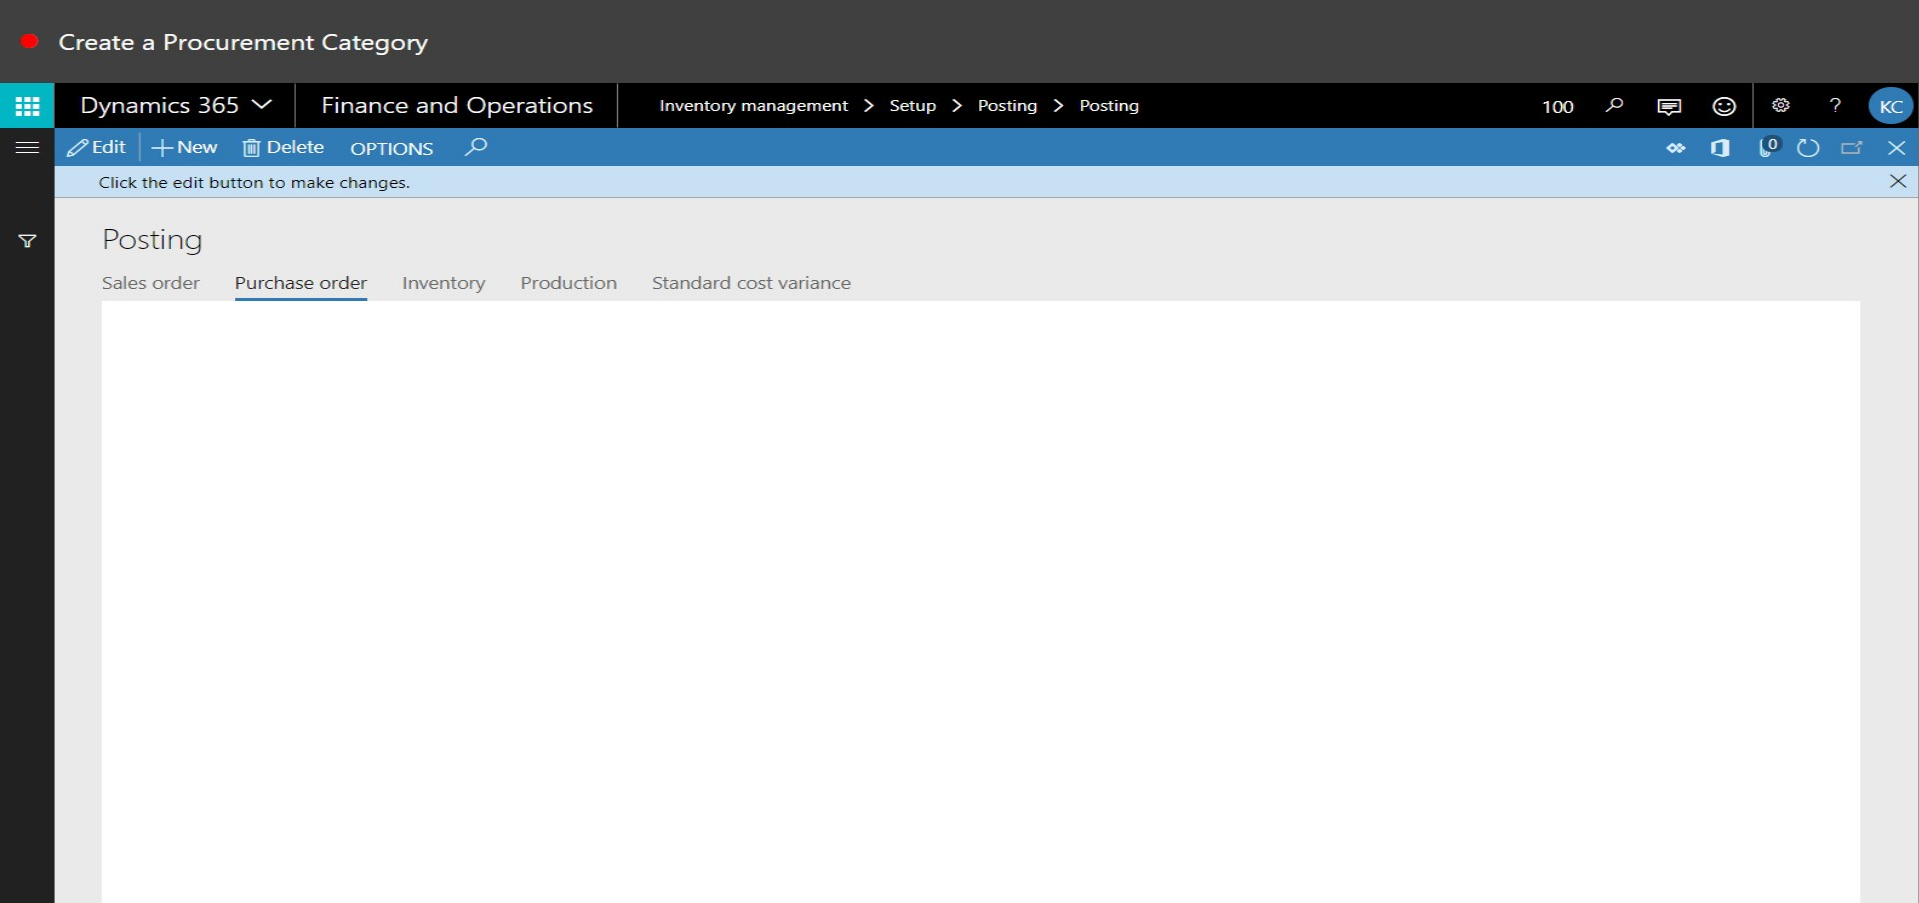 Create a Procurement Category
Dynamics 365 Finance and Operations Inventory management > Setup > Posting > Posting 100 ? KC
Edit New Delete OPTIONS 0
Click the edit button to make changes.
Posting
Sales order Purchase order Inventory Production Standard cost variance